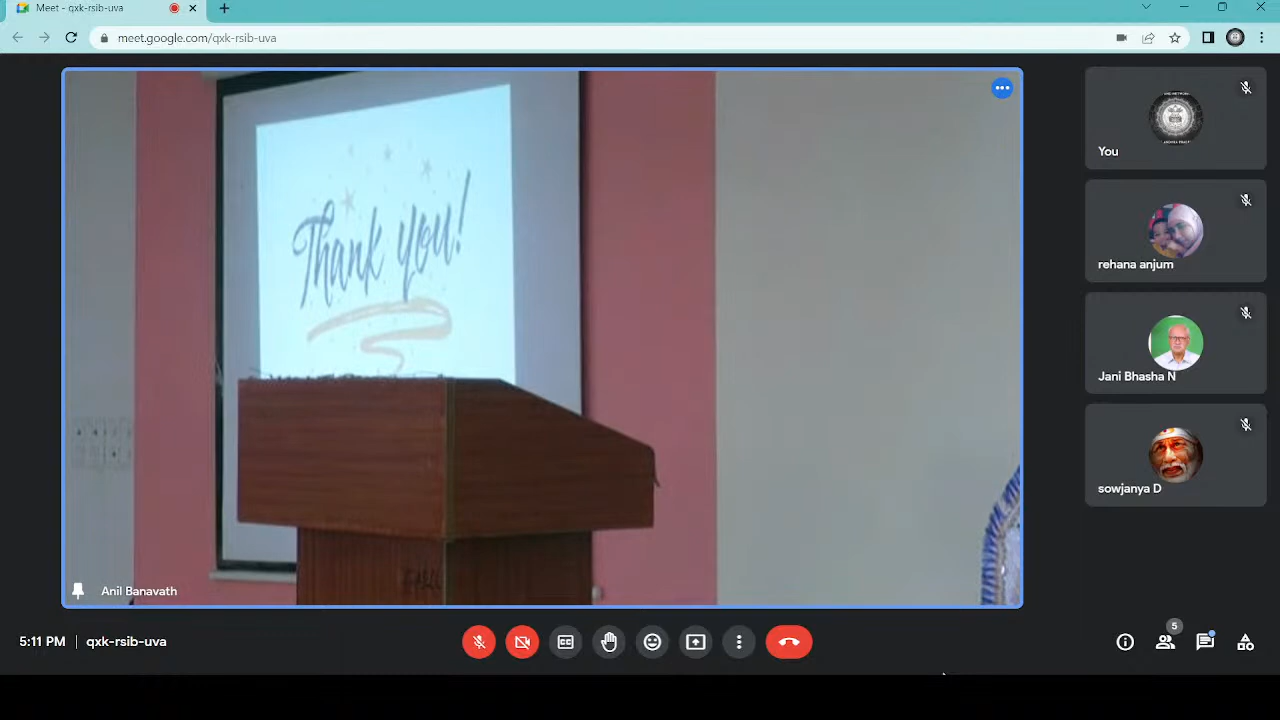 Meet - qxk-rsib-uva
meet.google.com/qxk-rsib-uva
Thank you!
You
rehana anjum
Jani Bhasha N
sowjanya D
Anil Banavath
5:11 PM
qxk-rsib-uva
5